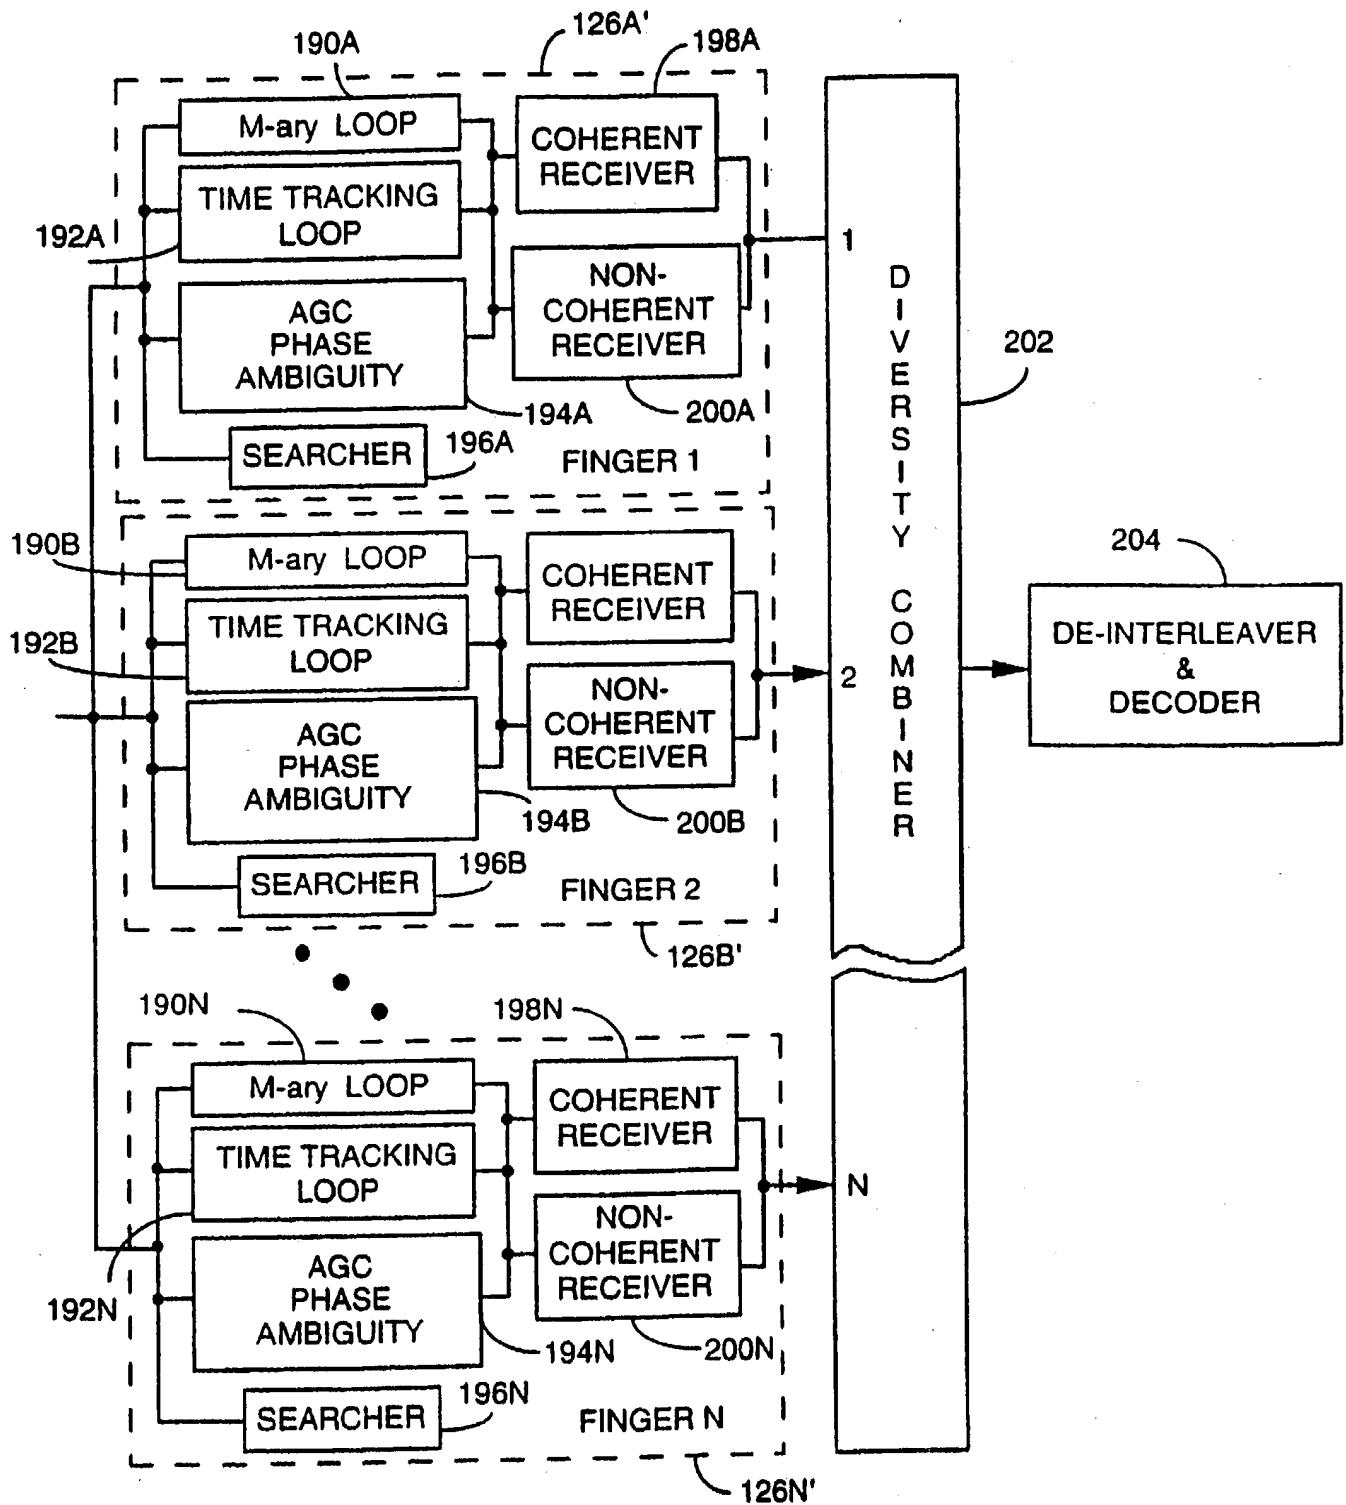 126A'
190A
198A
M-ary LOOP
COHERENT
RECEIVER
TIME TRACKING
LOOP
192A
1
NON-
COHERENT
RECEIVER
AGC
PHASE
AMBIGUITY
194A
200A
SEARCHER
196A
FINGER 1
DIVERSITY COMBINER
202
190B
M-ary LOOP
COHERENT
RECEIVER
TIME TRACKING
LOOP
192B
2
NON-
COHERENT
RECEIVER
AGC
PHASE
AMBIGUITY
194B
200B
SEARCHER
196B
FINGER 2
126B'
204
DE-INTERLEAVER
&
DECODER
190N
198N
M-ary LOOP
COHERENT
RECEIVER
TIME TRACKING
LOOP
192N
N
NON-
COHERENT
RECEIVER
AGC
PHASE
AMBIGUITY
194N
200N
SEARCHER
196N
FINGER N
126N'